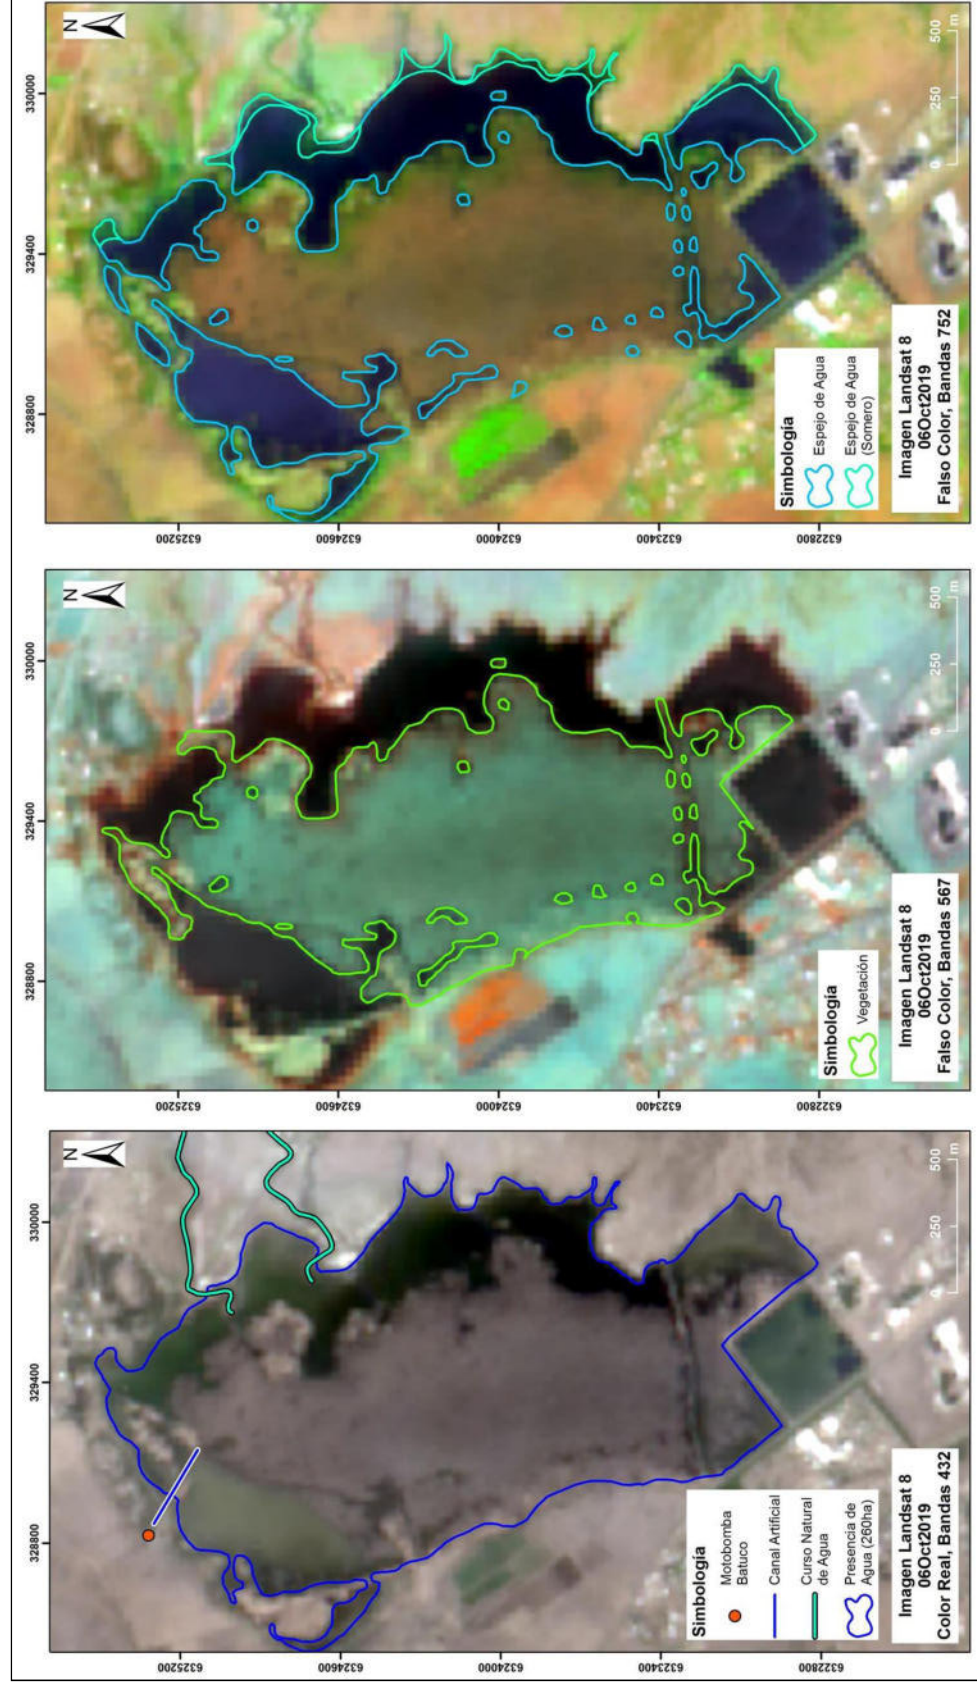 328800
329400
330000
N
6325200
6324600
6324000
6323400
6322800
Simbología
Motobomba
Batuco
Canal Artificial
Curso Natural
de Agua
Presencia de
Agua (260ha)
0 250 500
m
Imagen Landsat 8
06Oct2019
Color Real, Bandas 432
328800
329400
330000
N
6325200
6324600
6324000
6323400
6322800
Simbología
Vegetación
0 250 500
m
Imagen Landsat 8
06Oct2019
Falso Color, Bandas 567
328800
329400
330000
N
6325200
6324600
6324000
6323400
6322800
Simbología
Espejo de Agua
Espejo de Agua
(Somero)
0 250 500
m
Imagen Landsat 8
06Oct2019
Falso Color, Bandas 752